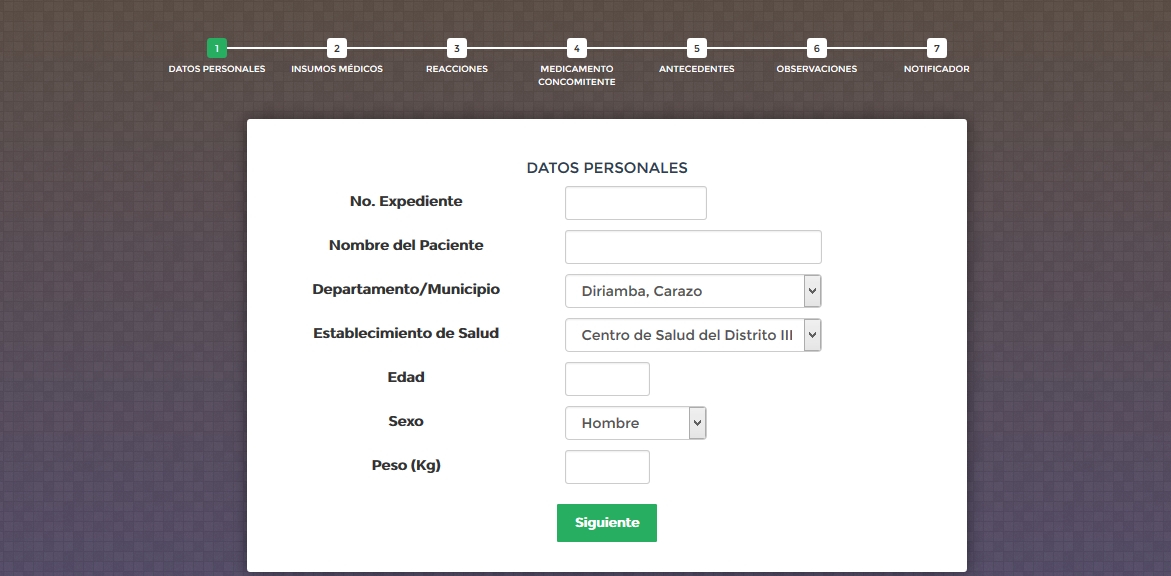 1 2 3 4 5 6 7
DATOS PERSONALES INSUMOS MÉDICOS REACCIONES MEDICAMENTO CONCOMITENTE ANTECEDENTES OBSERVACIONES NOTIFICADOR
DATOS PERSONALES
No. Expediente
Nombre del Paciente
Departamento/Municipio Diriamba, Carazo
Establecimiento de Salud Centro de Salud del Distrito III
Edad
Sexo Hombre
Peso (Kg)
Siguiente